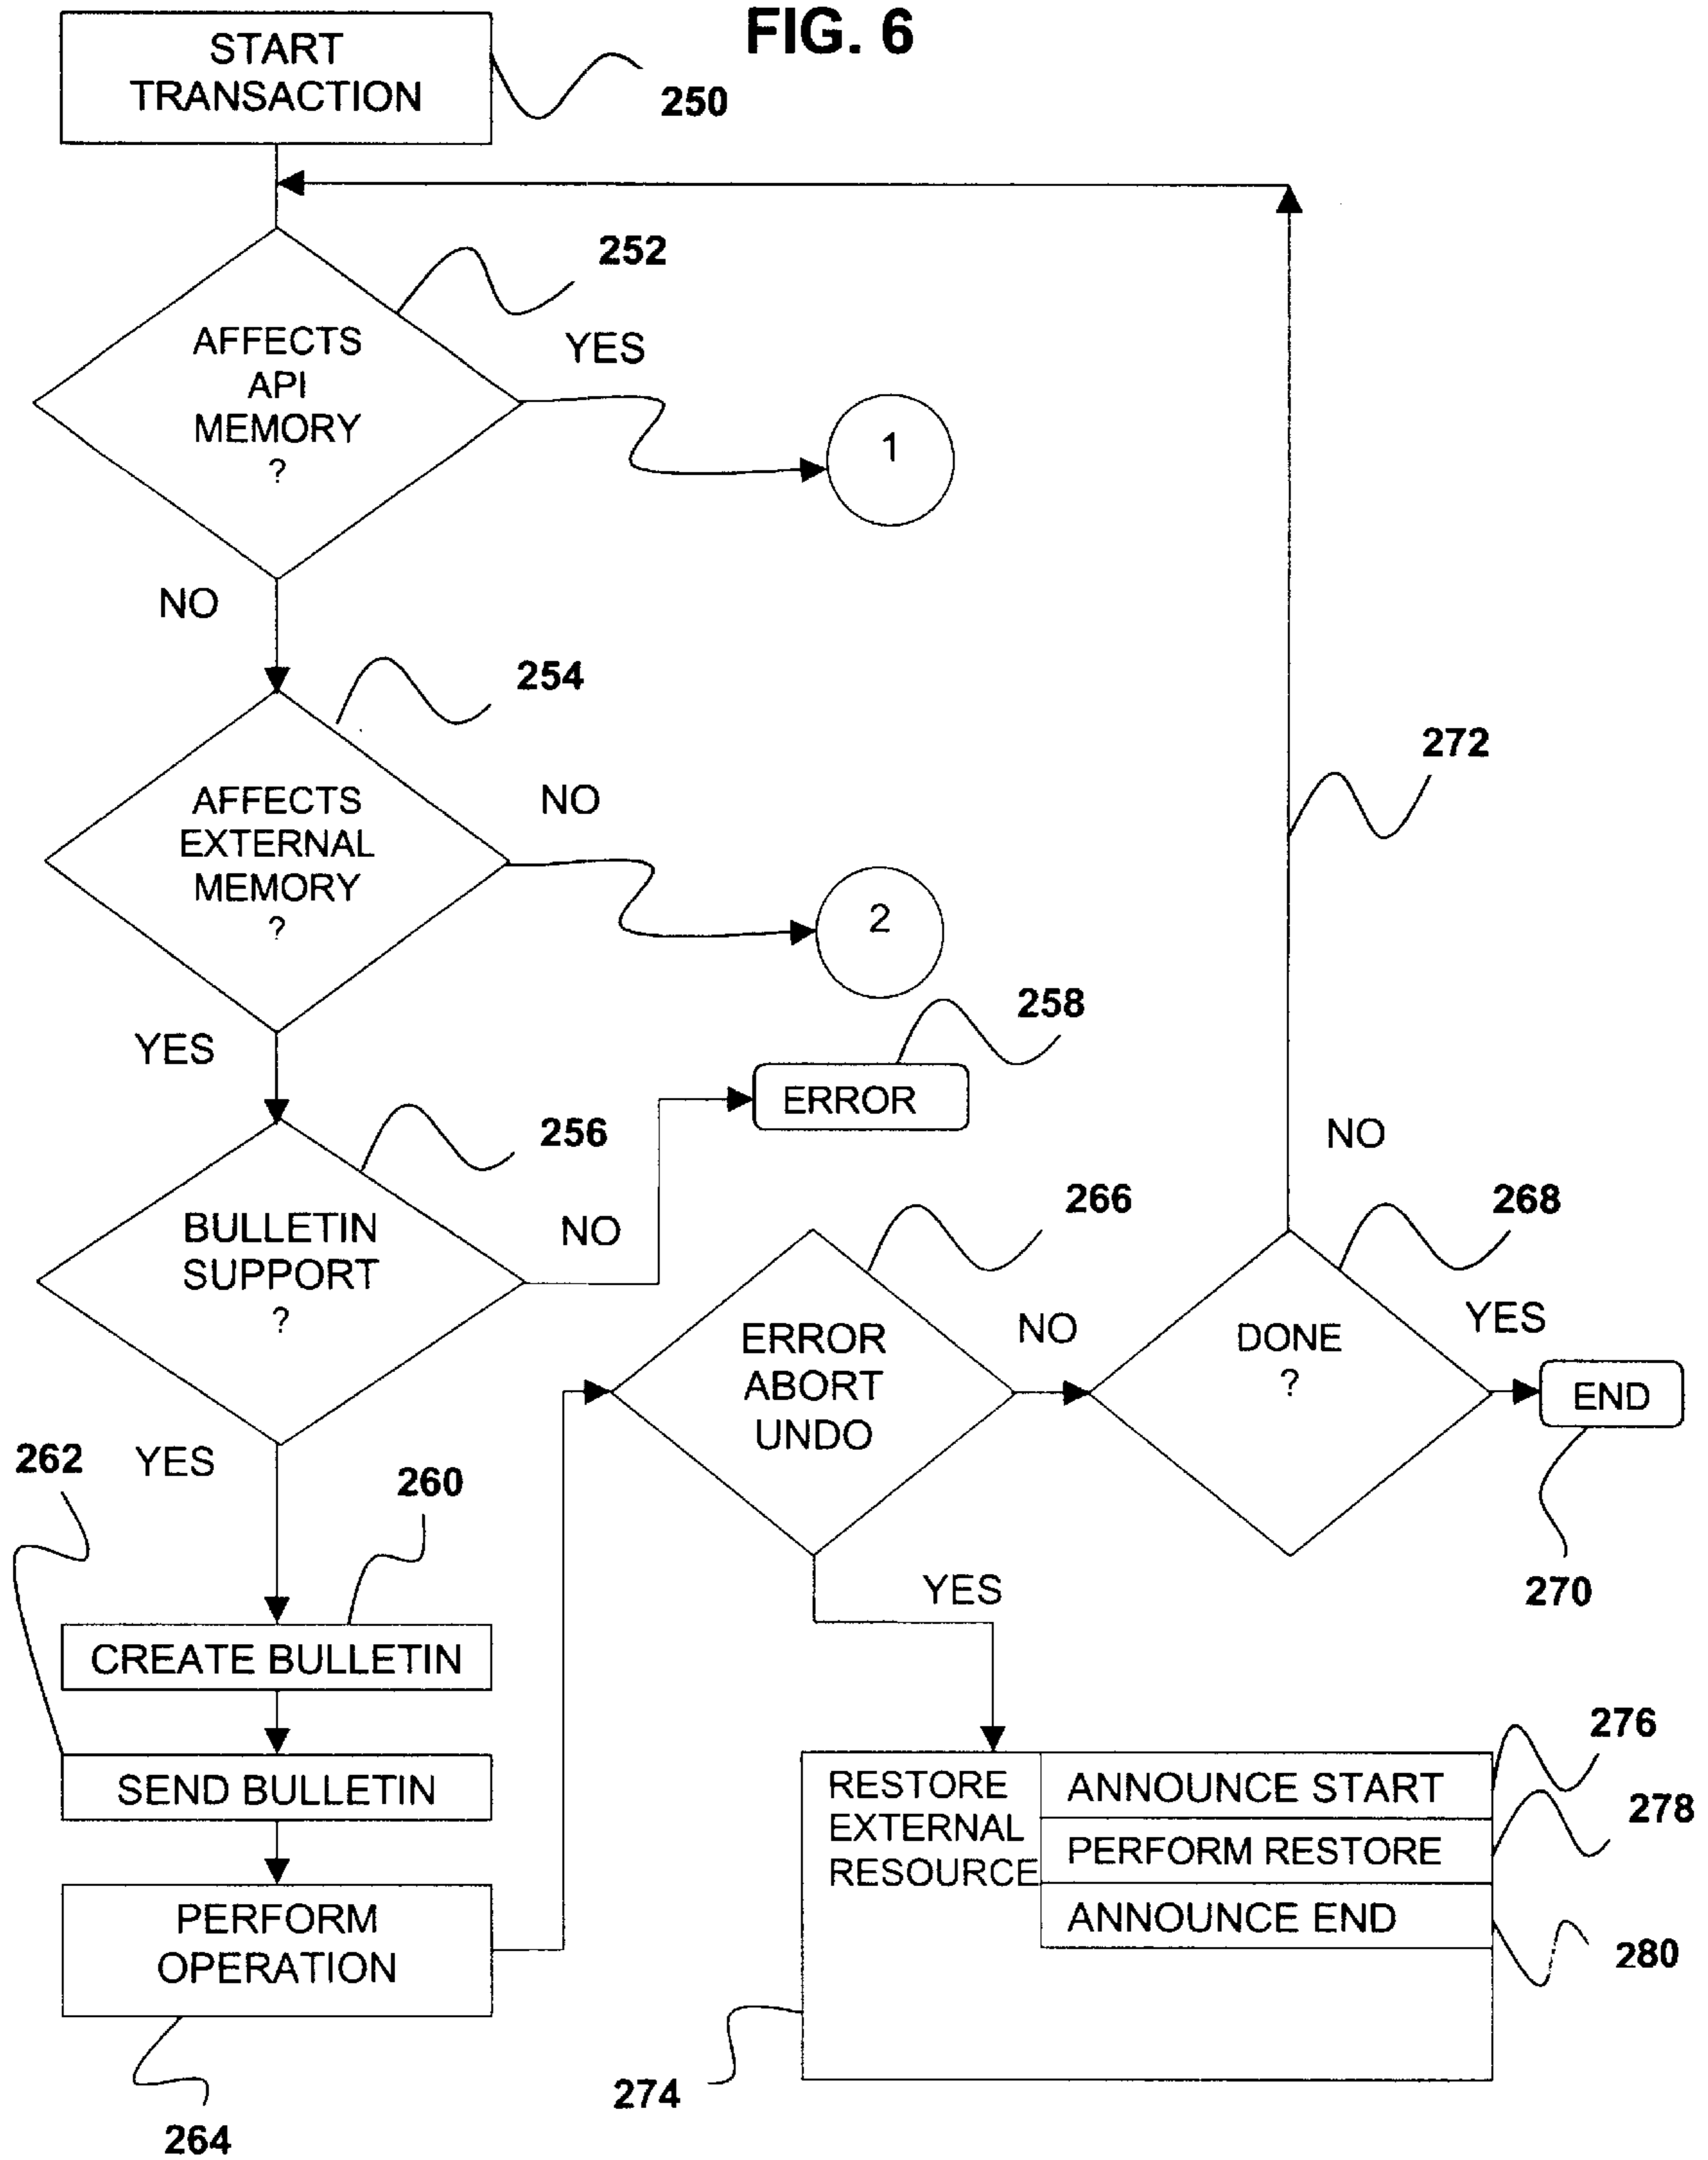 FIG. 6
START
TRANSACTION
250
252
AFFECTS
API
MEMORY
?
YES
1
NO
254
AFFECTS
EXTERNAL
MEMORY
?
NO
2
272
YES
258
ERROR
256
BULLETIN
SUPPORT
?
NO
266
ERROR
ABORT
UNDO
NO
NO
268
DONE
?
YES
END
270
262
YES
260
CREATE BULLETIN
SEND BULLETIN
PERFORM
OPERATION
264
YES
RESTORE
EXTERNAL
RESOURCE
ANNOUNCE START
276
PERFORM RESTORE
278
ANNOUNCE END
280
274